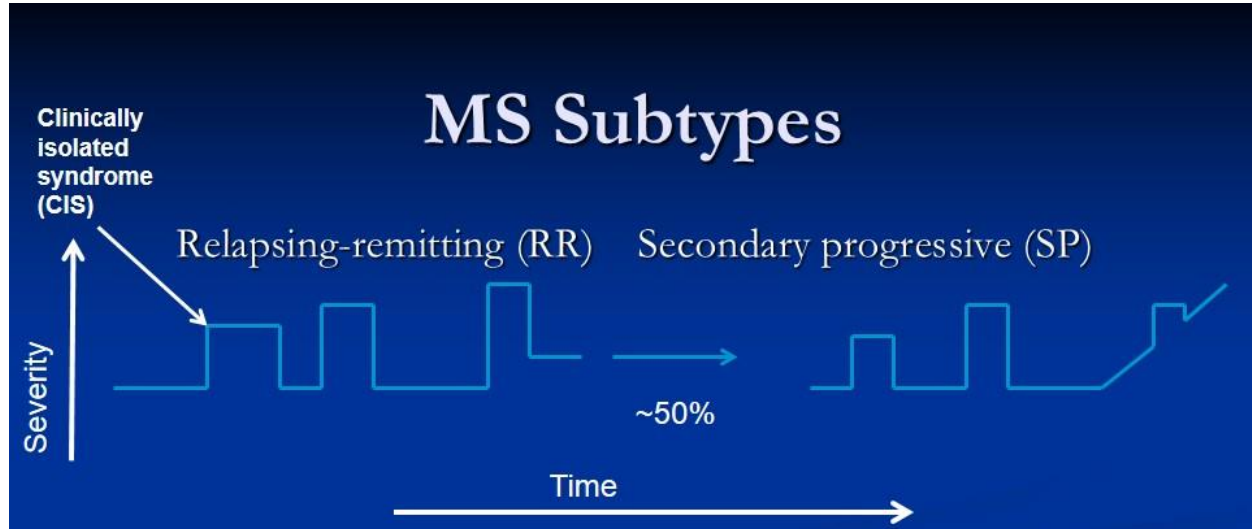 MS Subtypes
Clinically
isolated
syndrome
(CIS)
Relapsing-remitting (RR)
Secondary progressive (SP)
Severity
~50%
Time